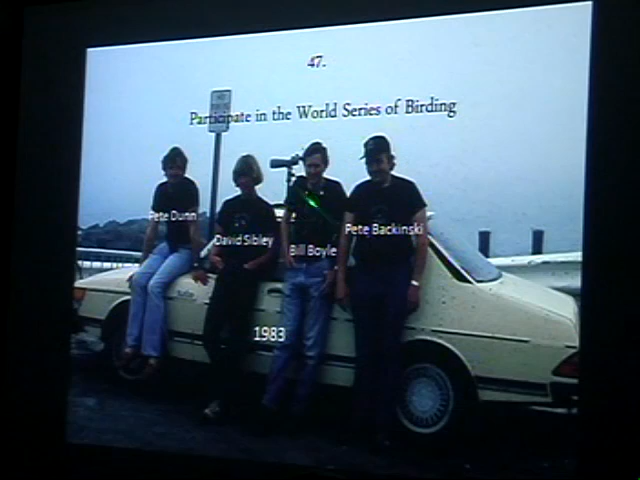 47.
Participate in the World Series of Birding
Pete Dunn
David Sibley
Bill Boyle
Pete Backinski
1983